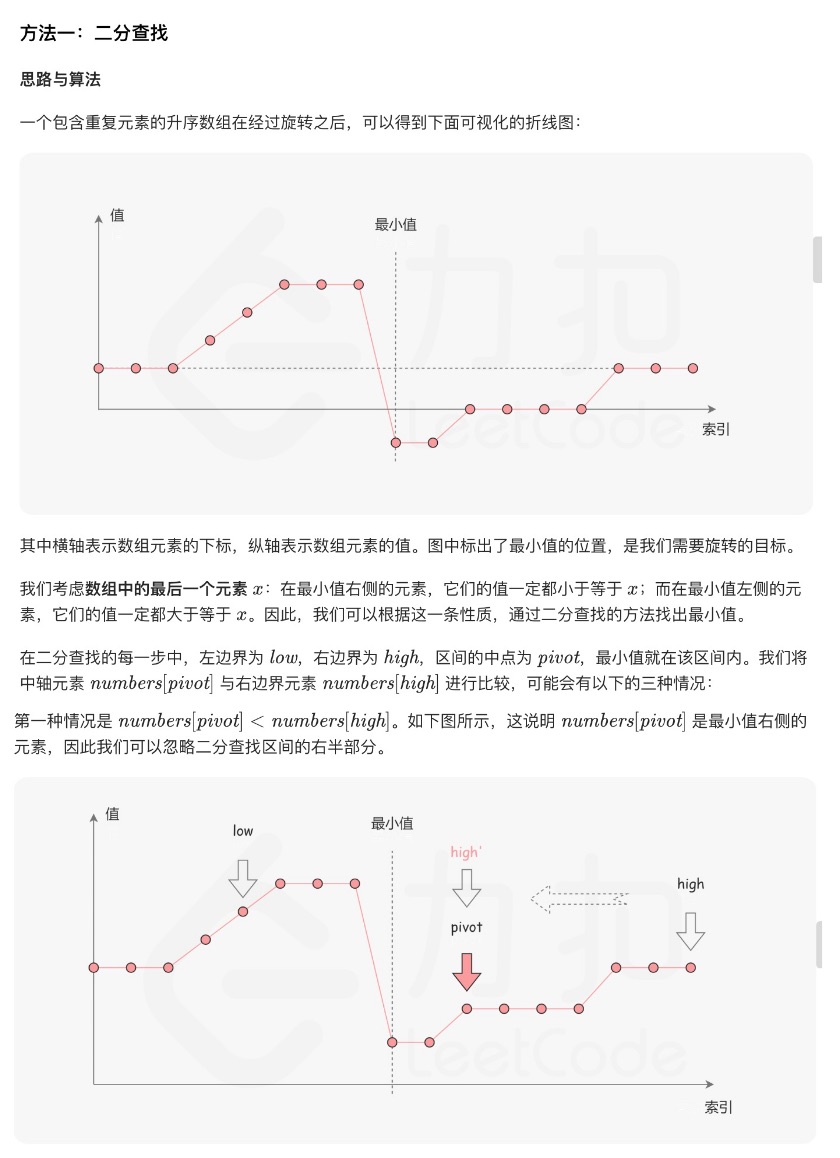 方法一：二分查找
思路与算法
一个包含重复元素的升序数组在经过旋转之后，可以得到下面可视化的折线图：
值
最小值
力扣
LeetCode
索引
其中横轴表示数组元素的下标，纵轴表示数组元素的值。图中标出了最小值的位置，是我们需要旋转的目标。
我们考虑数组中的最后一个元素 x：在最小值右侧的元素，它们的值一定都小于等于 x；而在最小值左侧的元
素，它们的值一定都大于等于 x。因此，我们可以根据这一条性质，通过二分查找的方法找出最小值。
在二分查找的每一步中，左边界为 low，右边界为 high，区间的中点为 pivot，最小值就在该区间内。我们将
中轴元素 numbers[pivot] 与右边界元素 numbers[high] 进行比较，可能会有以下的三种情况：
第一种情况是 numbers[pivot] < numbers[high]。如下图所示，这说明 numbers[pivot] 是最小值右侧的
元素，因此我们可以忽略二分查找区间的右半部分。
值
low
最小值
high'
high
pivot
力扣
LeetCode
索引